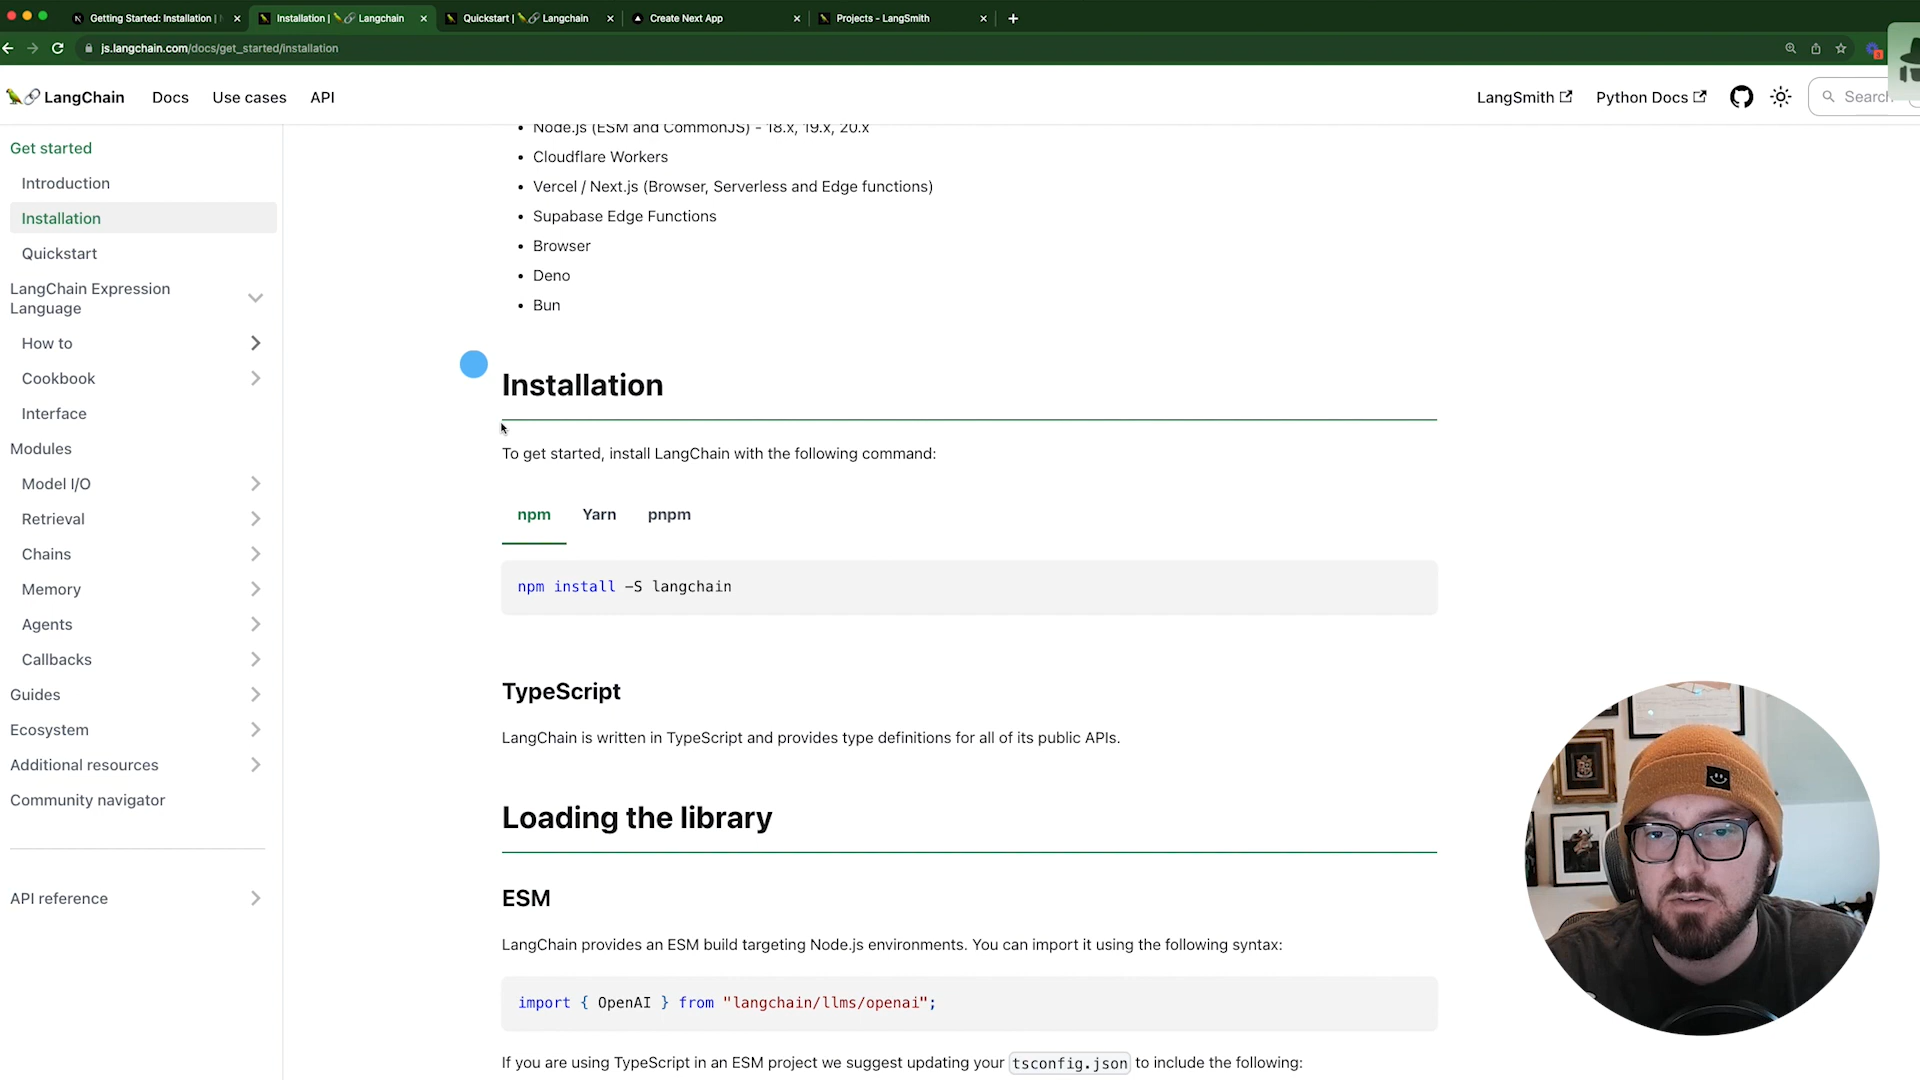 Getting Started: Installation |
Installation | Langchain
Quickstart | Langchain
Create Next App
Projects - LangSmith
js.langchain.com/docs/get_started/installation
LangChain
Docs
Use cases
API
LangSmith
Python Docs
Search
Get started
Introduction
Installation
Quickstart
LangChain Expression
Language
How to
Cookbook
Interface
Modules
Model I/O
Retrieval
Chains
Memory
Agents
Callbacks
Guides
Ecosystem
Additional resources
Community navigator
API reference
Node.js (ESM and CommonJS) - 18.x, 19.x, 20.x
Cloudflare Workers
Vercel / Next.js (Browser, Serverless and Edge functions)
Supabase Edge Functions
Browser
Deno
Bun
Installation
To get started, install LangChain with the following command:
npm
Yarn
pnpm
npm install -S langchain
TypeScript
LangChain is written in TypeScript and provides type definitions for all of its public APIs.
Loading the library
ESM
LangChain provides an ESM build targeting Node.js environments. You can import it using the following syntax:
import { OpenAI } from "langchain/llms/openai";
If you are using TypeScript in an ESM project we suggest updating your tsconfig.json to include the following: